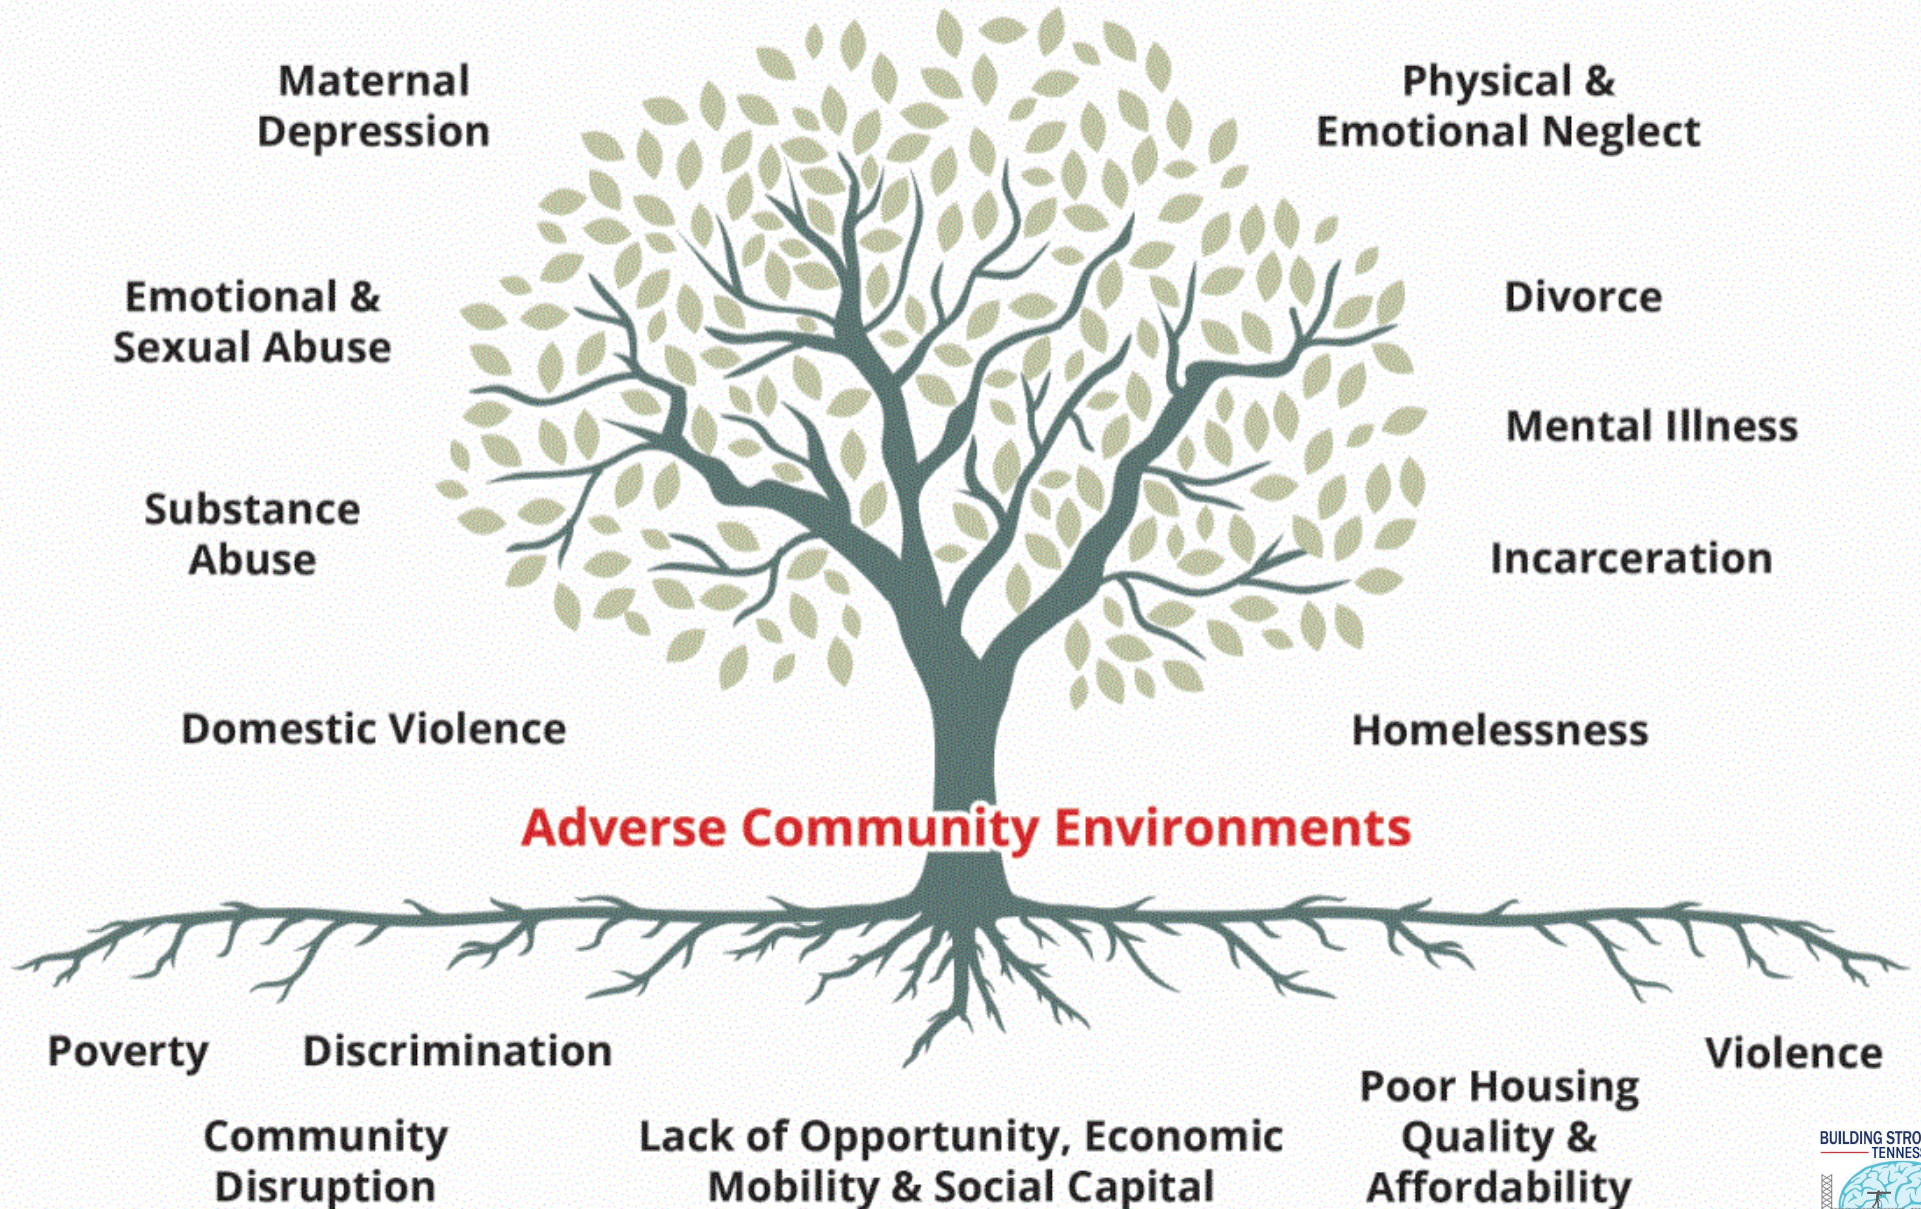 Maternal
Depression
Physical &
Emotional Neglect
Emotional &
Sexual Abuse
Divorce
Mental Illness
Substance
Abuse
Incarceration
Domestic Violence
Homelessness
Adverse Community Environments
Poverty
Discrimination
Violence
Community
Disruption
Lack of Opportunity, Economic
Mobility & Social Capital
Poor Housing
Quality &
Affordability
BUILDING